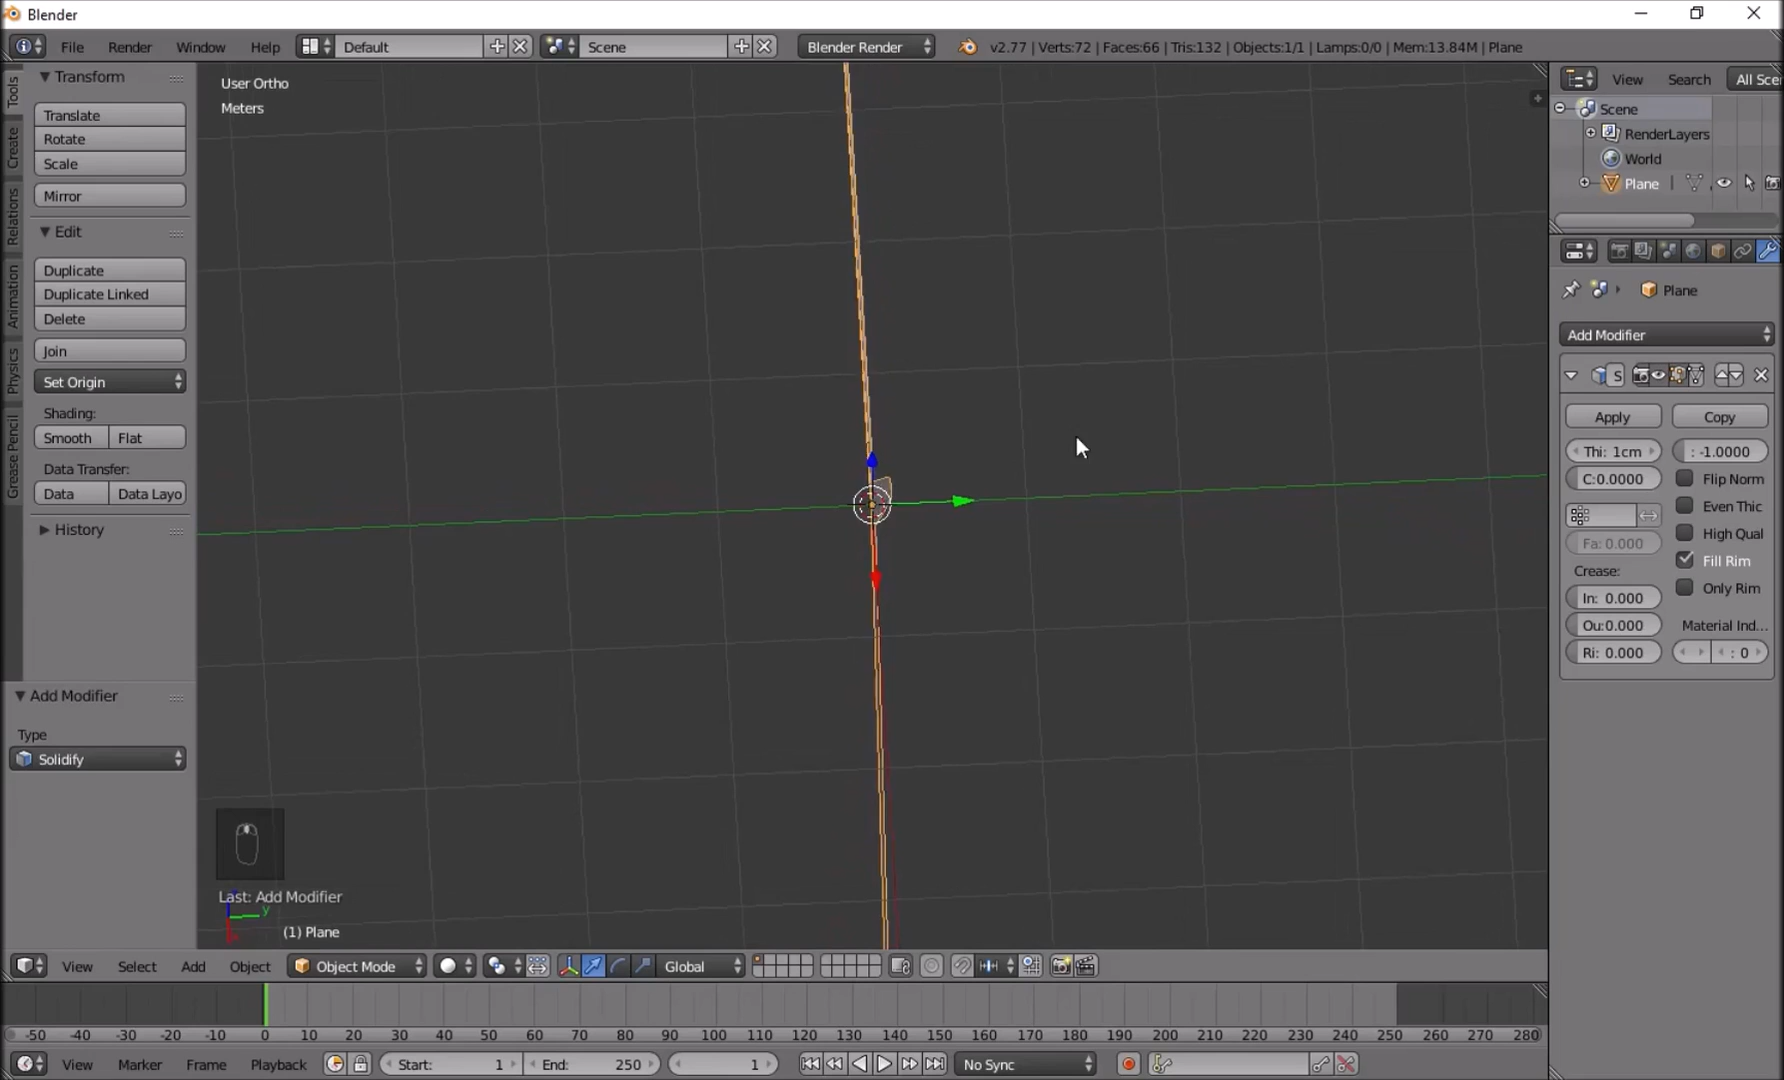 Blender
File Render Window Help Default Scene Blender Render v2.77 | Verts:72 | Faces:66 | Tris:132 | Objects:1/1 | Lamps:0/0 | Mem:13.84M | Plane
Tools
Create
Relations
Animation
Physics
Grease Pencil
Transform
Translate
Rotate
Scale
Mirror
Edit
Duplicate
Duplicate Linked
Delete
Join
Set Origin
Shading:
Smooth Flat
Data Transfer:
Data Data Layo
History
Add Modifier
Type
Solidify
User Ortho
Meters
Last: Add Modifier
y
(1) Plane
View Search All Sce
Scene
RenderLayers
World
Plane
Plane
Add Modifier
S
Apply Copy
Thi: 1cm : -1.0000
C:0.0000 Flip Norm
Even Thic
High Qual
Fa: 0.000
Fill Rim
Crease:
Only Rim
In: 0.000
Ou:0.000 Material Ind...
Ri: 0.000 : 0
View Select Add Object Object Mode Global
-50 -40 -30 -20 -10 0 10 20 30 40 50 60 70 80 90 100 110 120 130 140 150 160 170 180 190 200 210 220 230 240 250 260 270 280
View Marker Frame Playback Start: 1 End: 250 1 No Sync